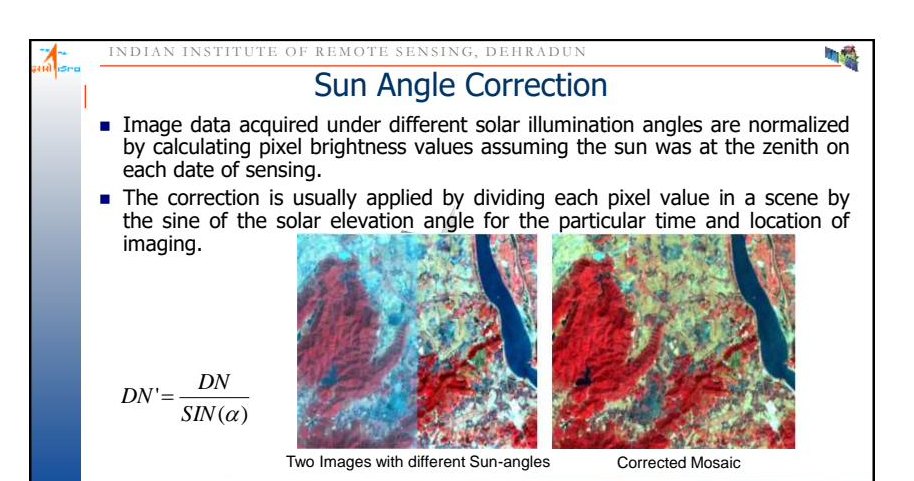 INDIAN INSTITUTE OF REMOTE SENSING, DEHRADUN
इसरो isro
Sun Angle Correction
Image data acquired under different solar illumination angles are normalized
by calculating pixel brightness values assuming the sun was at the zenith on
each date of sensing.
The correction is usually applied by dividing each pixel value in a scene by
the sine of the solar elevation angle for the particular time and location of
imaging.
DN'= DN / SIN(α)
Two Images with different Sun-angles
Corrected Mosaic